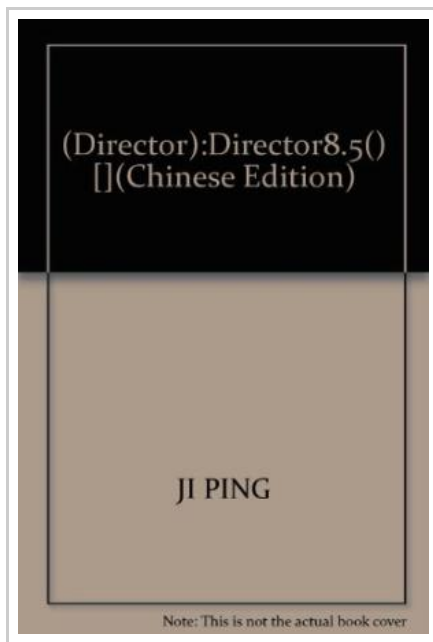 (Director):Director8.5()
[](Chinese Edition)
JI PING
Note: This is not the actual book cover